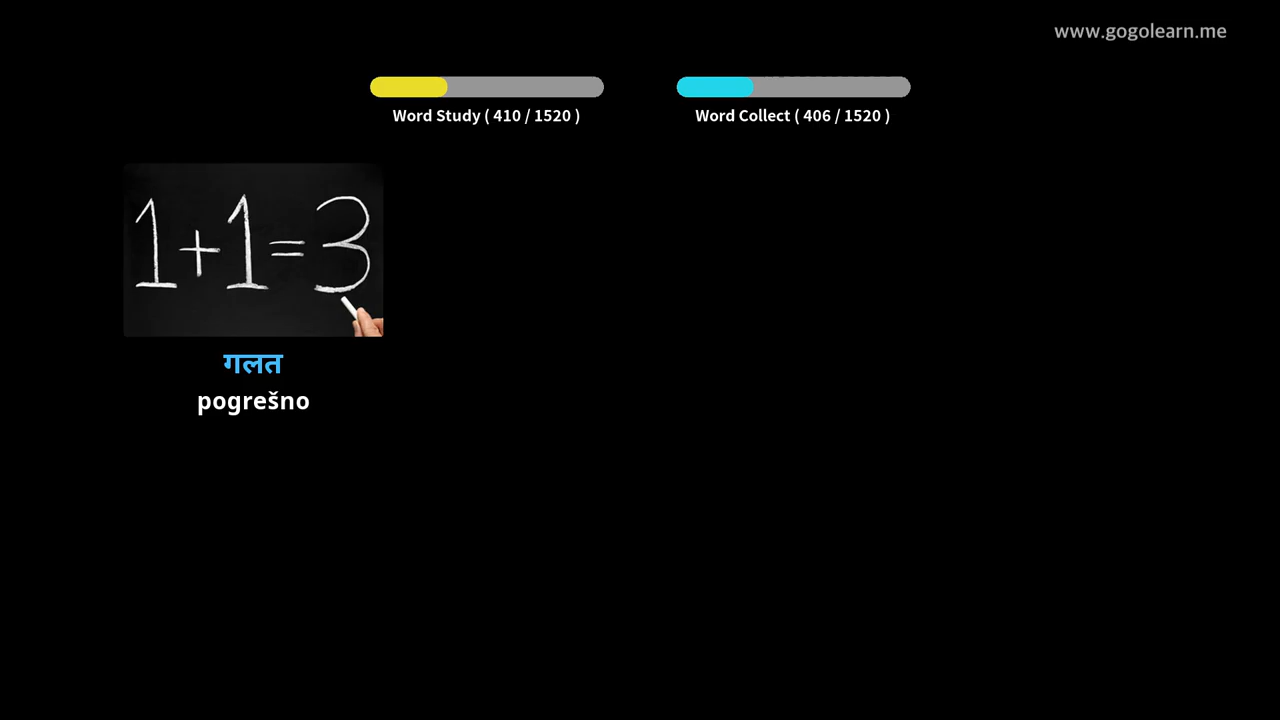 www.gogolearn.me
Word Study ( 410 / 1520 )
Word Collect ( 406 / 1520 )
1+1=3
गलत
pogrešno